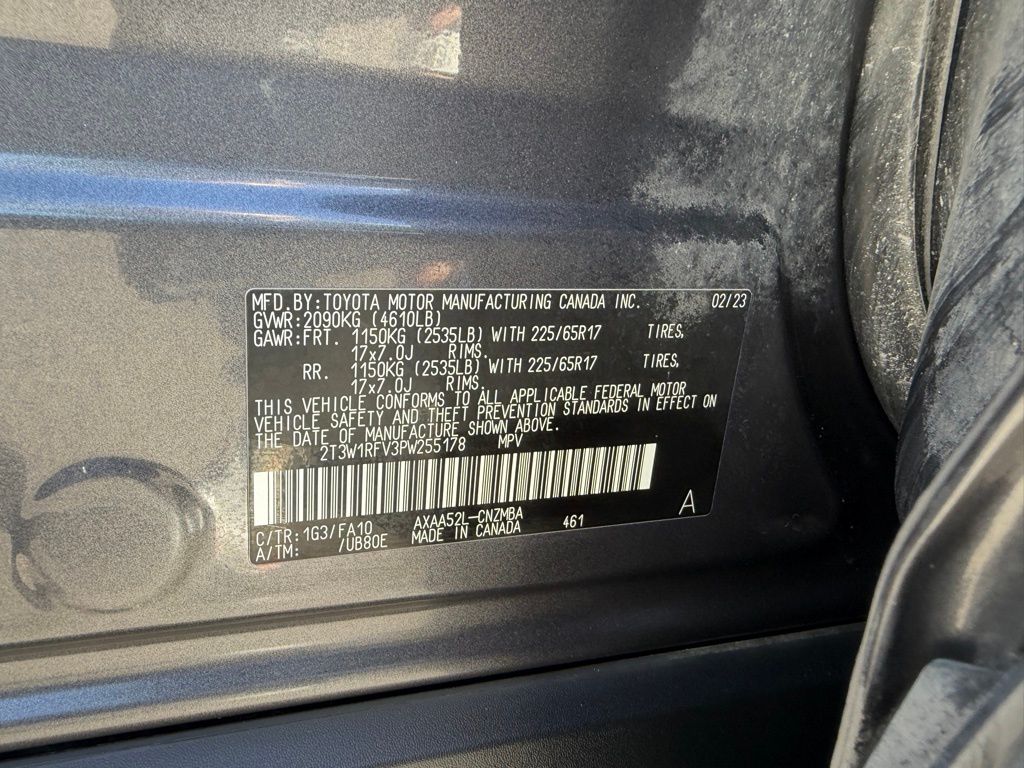 MFD.BY:TOYOTA MOTOR MANUFACTURING CANADA INC. 02/23
GVWR:2090KG (4610LB)
GAWR:FRT. 1150KG (2535LB) WITH 225/65R17 TIRES,
17x7.0J RIMS.
RR. 1150KG (2535LB) WITH 225/65R17 TIRES,
17x7.0J RIMS.
THIS VEHICLE CONFORMS TO ALL APPLICABLE FEDERAL MOTOR
VEHICLE SAFETY AND THEFT PREVENTION STANDARDS IN EFFECT ON
THE DATE OF MANUFACTURE SHOWN ABOVE.
2T3W1RFV3PW255178 MPV
C/TR:1G3/FA10 AXAA52L-CNZMBA 461 A
A/TM: /UB80E MADE IN CANADA